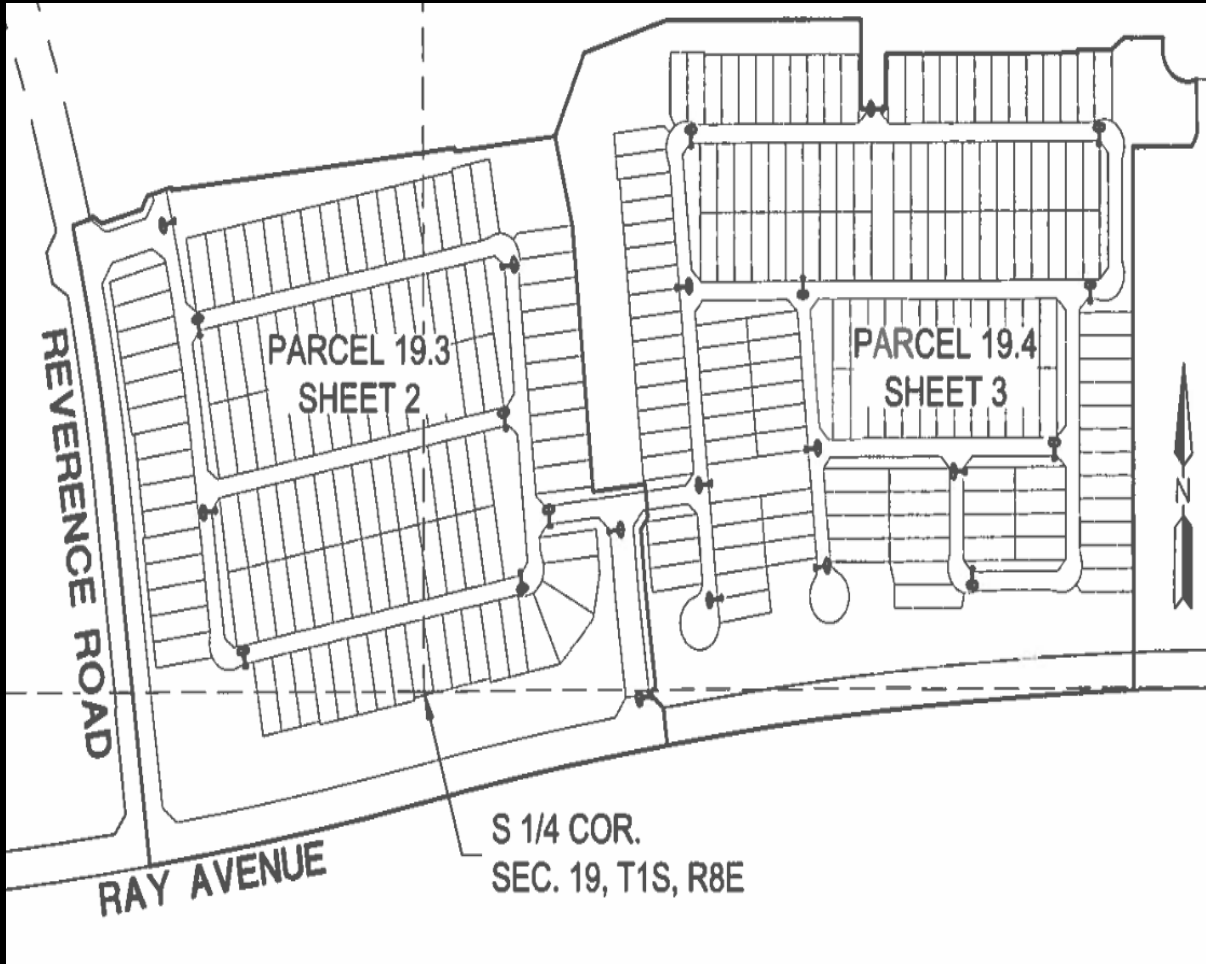 PARCEL 19.3
SHEET 2
PARCEL 19.4
SHEET 3
REVERENCE ROAD
N
S 1/4 COR.
SEC. 19, T1S, R8E
RAY AVENUE